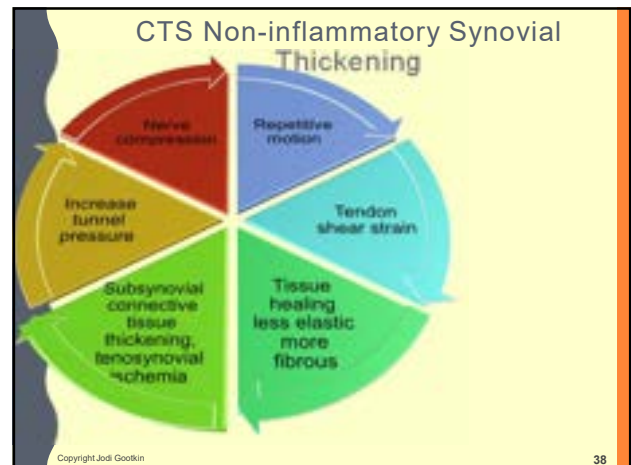 CTS Non-inflammatory Synovial
Thickening
Nerve
compression
Repetitive
motion
Increase
tunnel
pressure
Tendon
shear strain
Subsynovial
connective
tissue
thickening,
tenosynovial
ischemia
Tissue
healing
less elastic
more
fibrous
Copyright Jodi Gootkin
38